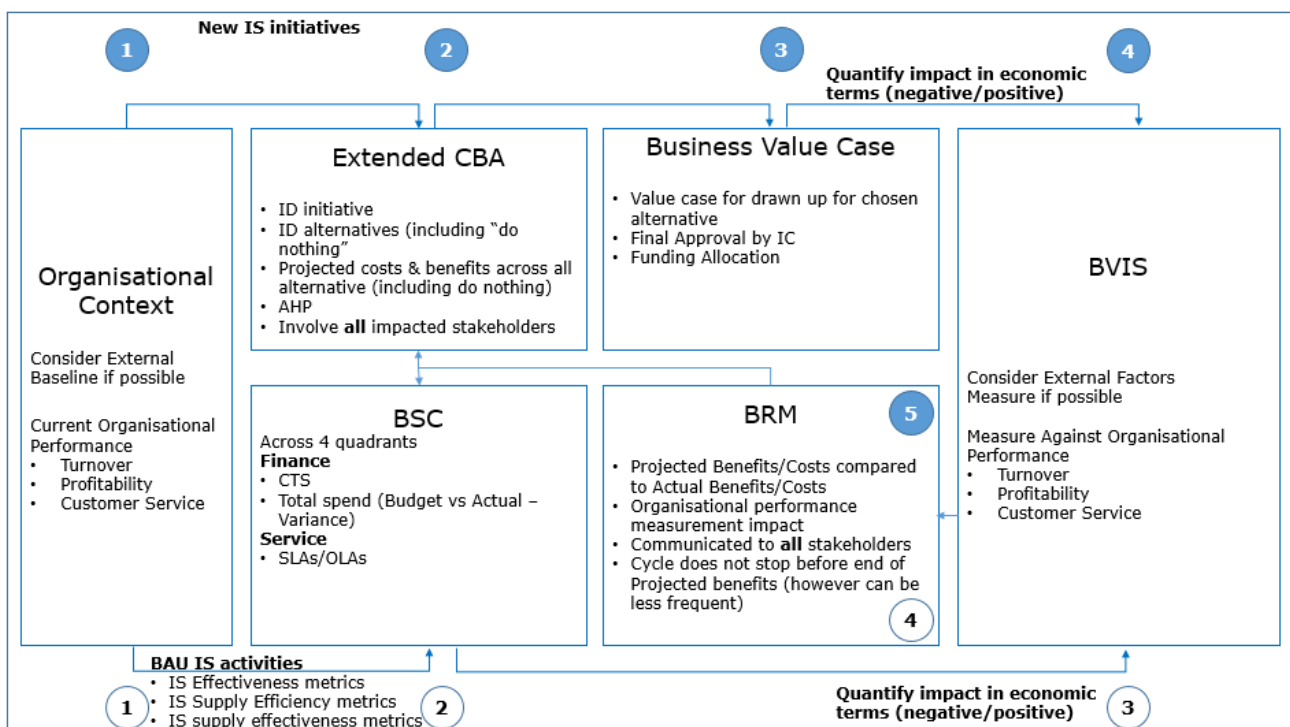 New IS initiatives
1
2
3
4
Quantify impact in economic
terms (negative/positive)
Organisational
Context
Consider External
Baseline if possible
Current Organisational
Performance
• Turnover
• Profitability
• Customer Service
Extended CBA
• ID initiative
• ID alternatives (including “do
nothing”
• Projected costs & benefits across all
alternative (including do nothing)
• AHP
• Involve all impacted stakeholders
Business Value Case
• Value case for drawn up for chosen
alternative
• Final Approval by IC
• Funding Allocation
BVIS
Consider External Factors
Measure if possible
Measure Against Organisational
Performance
• Turnover
• Profitability
• Customer Service
BSC
Across 4 quadrants
Finance
• CTS
• Total spend (Budget vs Actual –
Variance)
Service
• SLAs/OLAs
BRM
5
• Projected Benefits/Costs compared
to Actual Benefits/Costs
• Organisational performance
measurement impact
• Communicated to all stakeholders
• Cycle does not stop before end of
Projected benefits (however can be
less frequent)
4
BAU IS activities
• IS Effectiveness metrics
• IS Supply Efficiency metrics
• IS supply effectiveness metrics
1
2
Quantify impact in economic
terms (negative/positive)
3